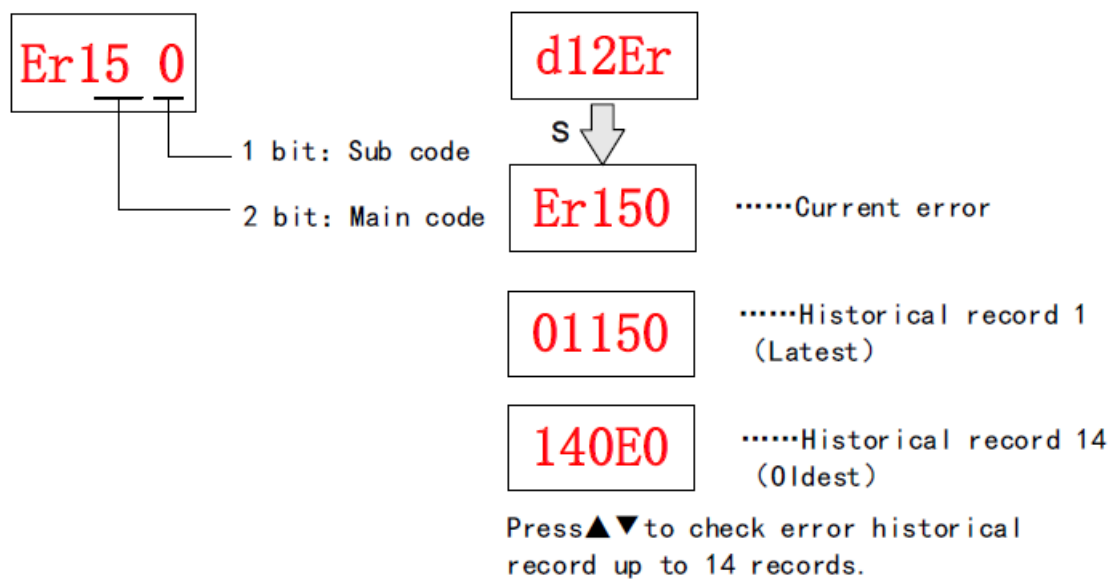 Er15 0
1 bit: Sub code
2 bit: Main code
d12Er
S
Er150
······Current error
01150
······Historical record 1
(Latest)
140E0
······Historical record 14
(Oldest)
Press▲▼to check error historical
record up to 14 records.